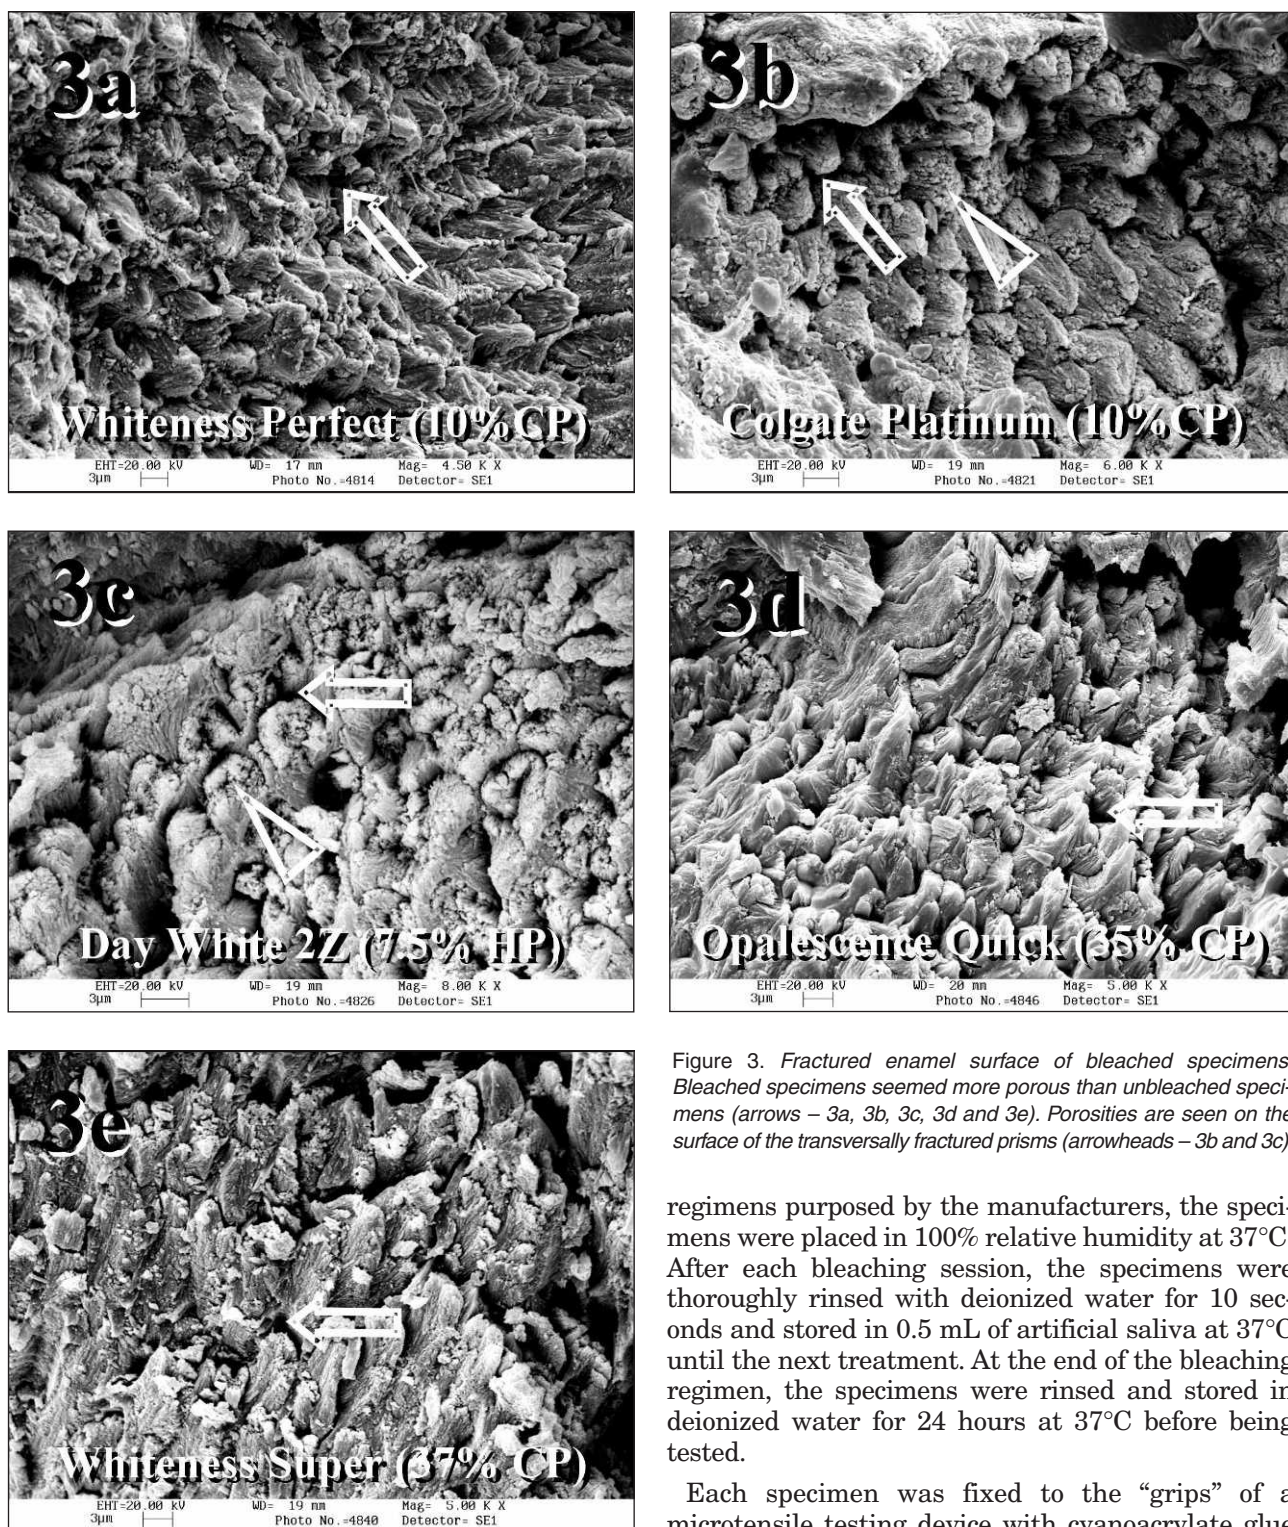 3a
Whiteness Perfect (10%CP)
EHT=20.00 kV WD= 17 mm Mag= 4.50 K X
3µm Photo No.=4814 Detector= SE1
3b
Colgate Platinum (10%CP)
EHT=20.00 kV WD= 19 mm Mag= 6.00 K X
3µm Photo No.=4821 Detector= SE1
3c
Day White 2Z (7.5% HP)
EHT=20.00 kV WD= 19 mm Mag= 8.00 K X
3µm Photo No.=4826 Detector= SE1
3d
Opalescence Quick (35% CP)
EHT=20.00 kV WD= 20 mm Mag= 5.00 K X
3µm Photo No.=4846 Detector= SE1
3e
Whiteness Super (37% CP)
EHT=20.00 kV WD= 19 mm Mag= 5.00 K X
3µm Photo No.=4840 Detector= SE1
Figure 3. Fractured enamel surface of bleached specimens
Bleached specimens seemed more porous than unbleached speci-
mens (arrows – 3a, 3b, 3c, 3d and 3e). Porosities are seen on the
surface of the transversally fractured prisms (arrowheads – 3b and 3c)
regimens purposed by the manufacturers, the speci-
mens were placed in 100% relative humidity at 37°C
After each bleaching session, the specimens were
thoroughly rinsed with deionized water for 10 sec-
onds and stored in 0.5 mL of artificial saliva at 37°C
until the next treatment. At the end of the bleaching
regimen, the specimens were rinsed and stored in
deionized water for 24 hours at 37°C before being
tested.
Each specimen was fixed to the “grips” of a
microtensile testing device with cyanoacrylate glue